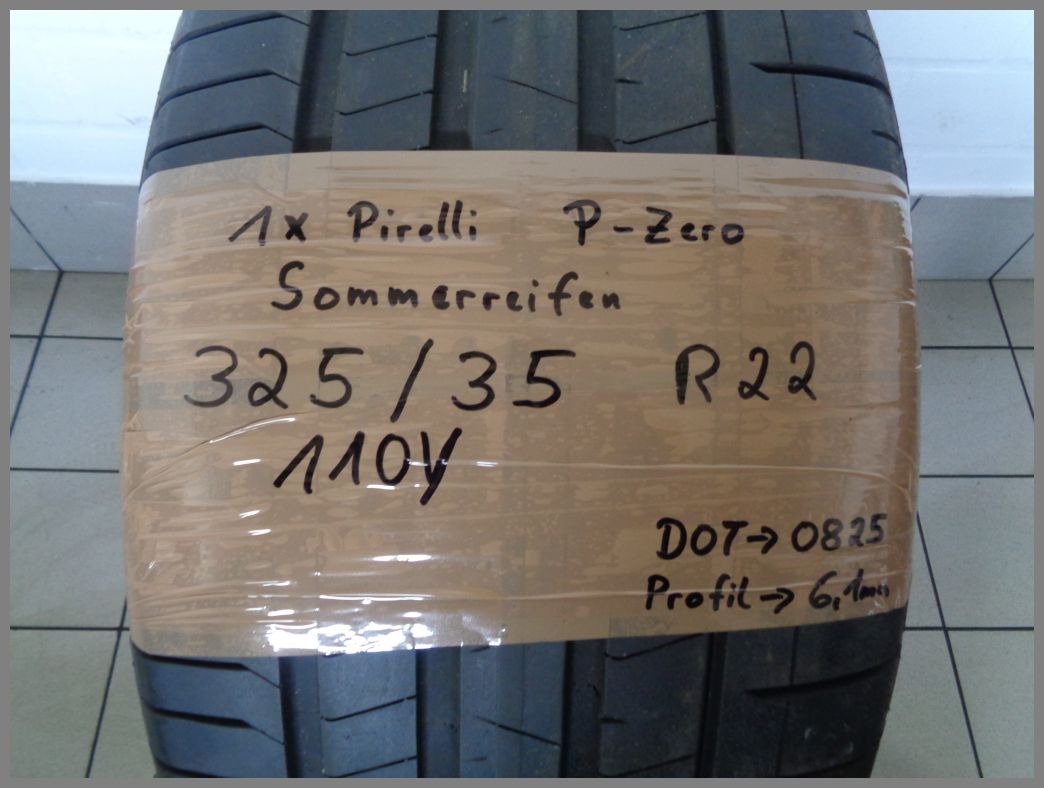 1x Pirelli P-Zero
Sommerreifen
325/35 R22
110Y
DOT→0825
Profil→6,1mm